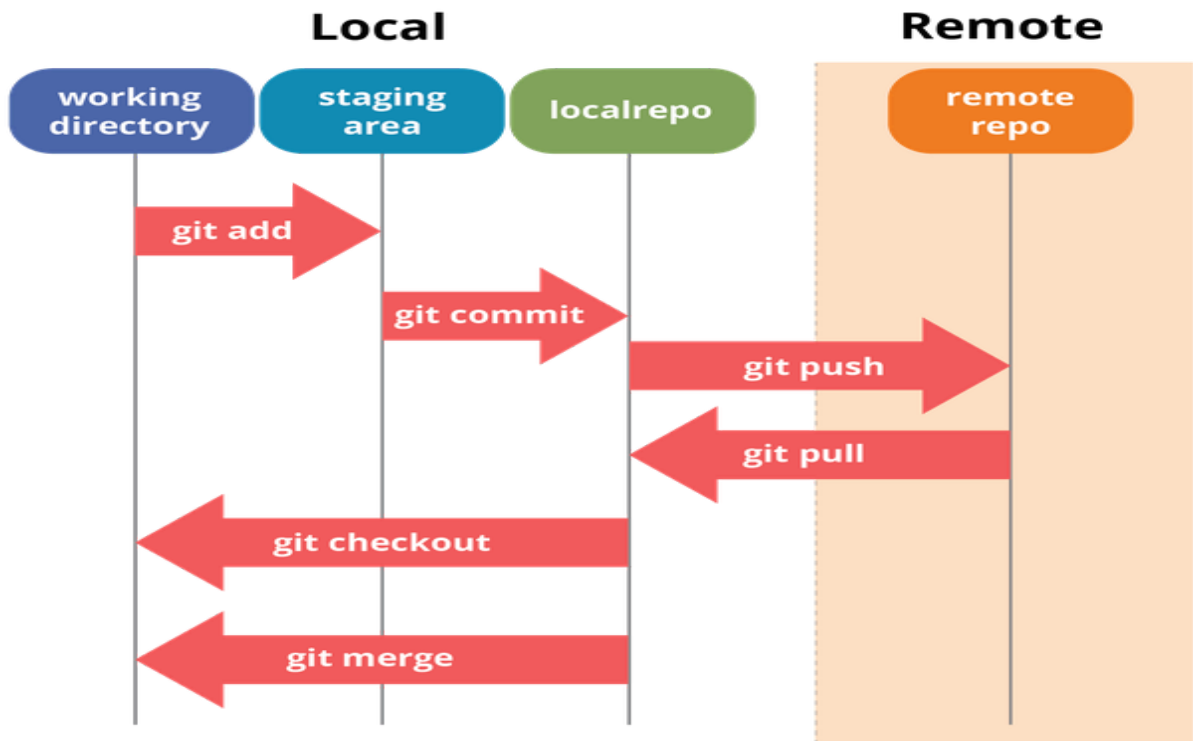 Local
Remote
working
directory
staging
area
localrepo
remote
repo
git add
git commit
git push
git pull
git checkout
git merge